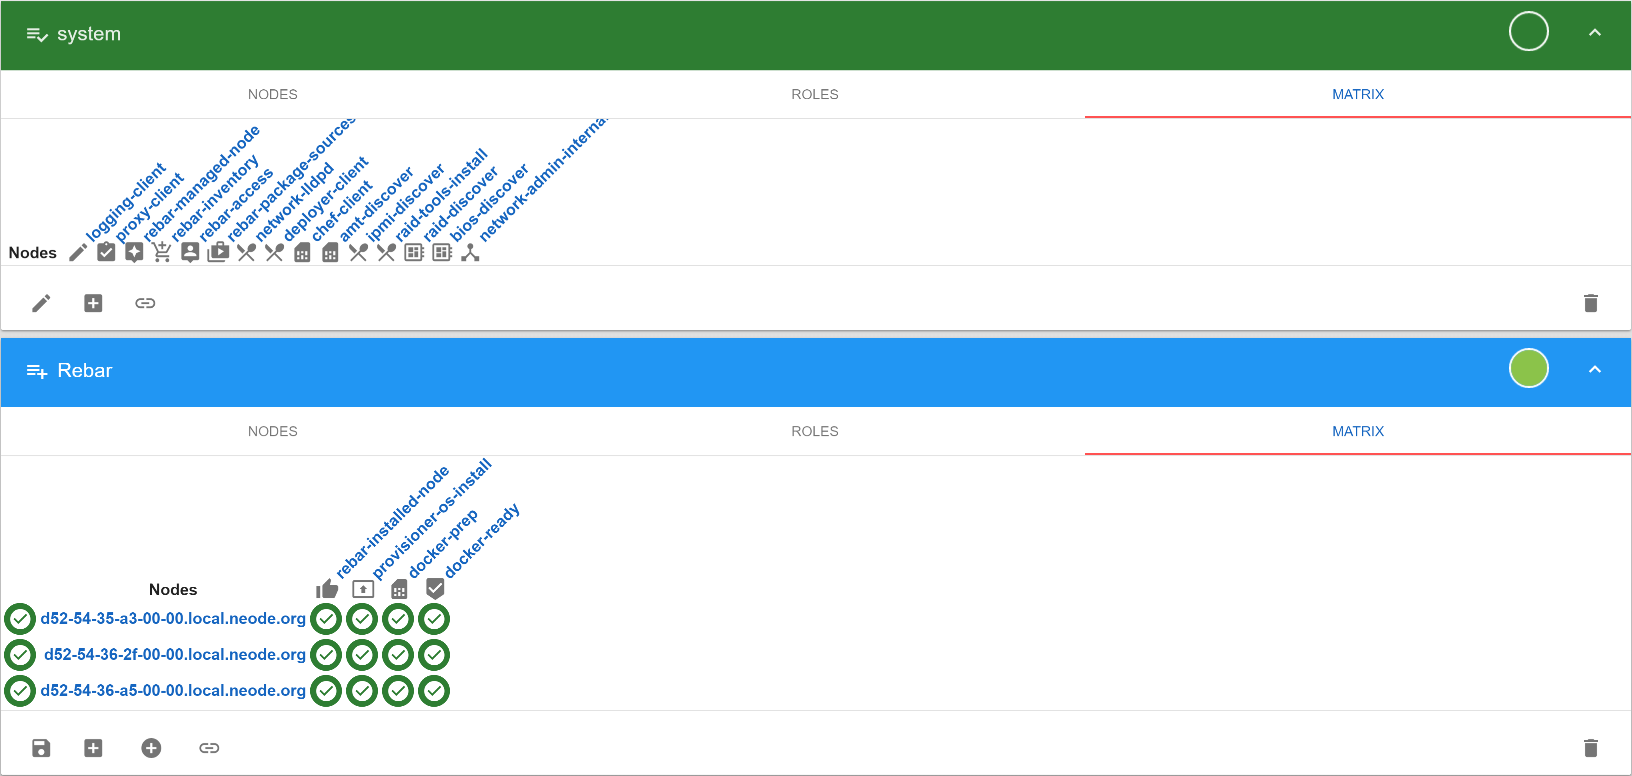 system
NODES
ROLES
MATRIX
Nodes
logging-client
proxy-client
rebar-managed-node
rebar-inventory
rebar-access
rebar-package-sources
network-lldpd
deployer-client
chef-client
amt-discover
ipmi-discover
raid-tools-install
raid-discover
bios-discover
network-admin-interna
Rebar
NODES
ROLES
MATRIX
Nodes
rebar-installed-node
provisioner-os-install
docker-prep
docker-ready
d52-54-35-a3-00-00.local.neode.org
d52-54-36-2f-00-00.local.neode.org
d52-54-36-a5-00-00.local.neode.org